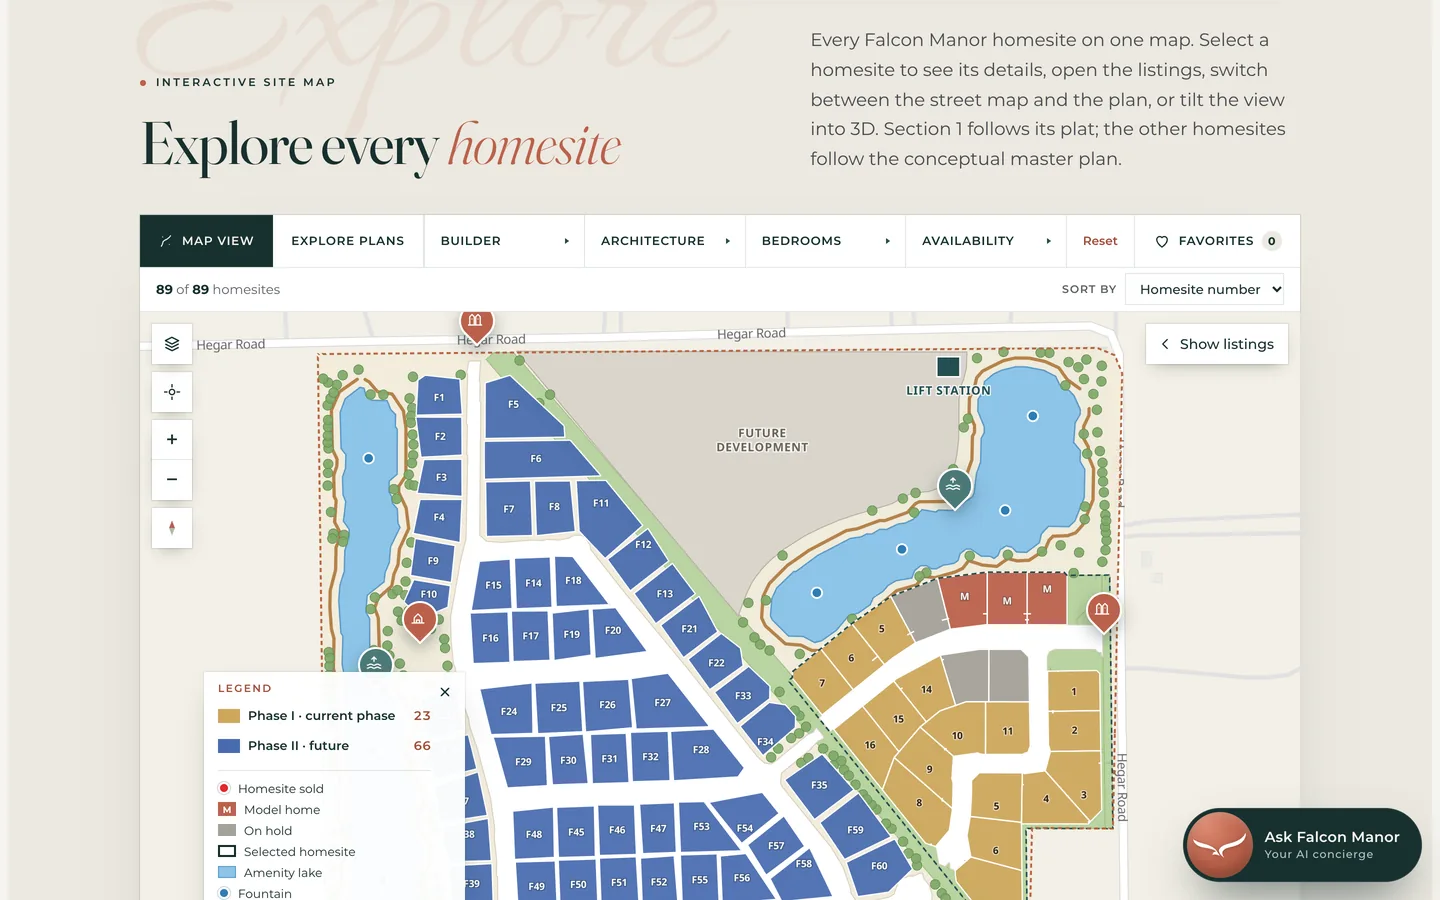 Explore
INTERACTIVE SITE MAP
Explore every homesite
Every Falcon Manor homesite on one map. Select a
homesite to see its details, open the listings, switch
between the street map and the plan, or tilt the view
into 3D. Section 1 follows its plat; the other homesites
follow the conceptual master plan.
MAP VIEW
EXPLORE PLANS
BUILDER
ARCHITECTURE
BEDROOMS
AVAILABILITY
Reset
FAVORITES 0
89 of 89 homesites
SORT BY
Homesite number
Hegar Road
Hegar Road
Hegar Road
Show listings
LIFT STATION
FUTURE
DEVELOPMENT
F1
F2
F3
F4
F5
F6
F7
F8
F9
F10
F11
F12
F13
F15
F14
F18
F16
F17
F19
F20
F21
F22
F33
F34
F24
F25
F26
F27
F29
F30
F31
F32
F28
F35
F48
F45
F46
F47
F53
F54
F57
F58
F59
F60
F49
F50
F51
F52
F55
F56
F39
M
M
M
5
6
7
14
15
16
10
11
9
8
1
2
3
4
5
6
Hegar Road
LEGEND
Phase I · current phase 23
Phase II · future 66
Homesite sold
M Model home
On hold
Selected homesite
Amenity lake
Fountain
Ask Falcon Manor
Your AI concierge